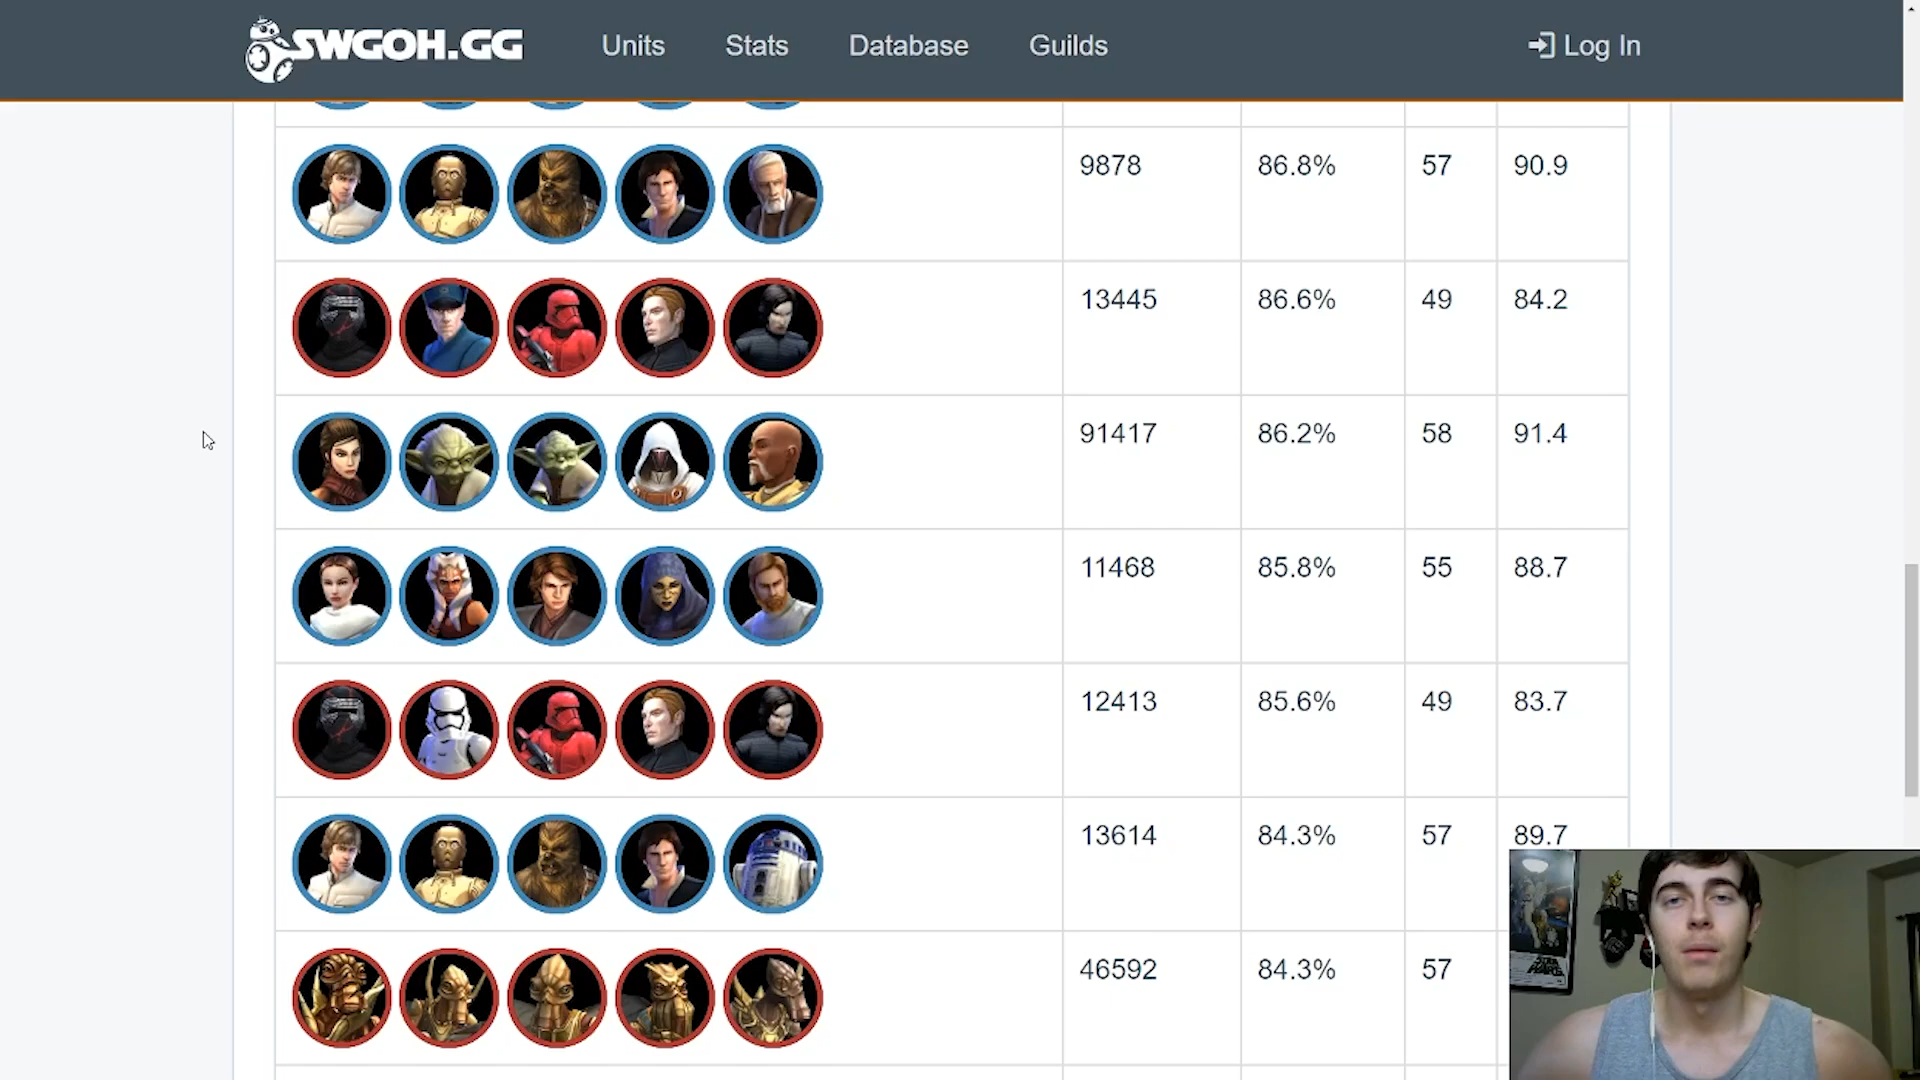 SWGOH.GG Units Stats Database Guilds Log In
9878 86.8% 57 90.9
13445 86.6% 49 84.2
91417 86.2% 58 91.4
11468 85.8% 55 88.7
12413 85.6% 49 83.7
13614 84.3% 57 89.7
46592 84.3% 57
STAR
WARS